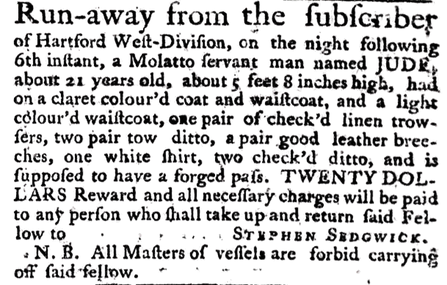 Run-away from the subscriber
of Hartford West-Division, on the night following
6th instant, a Molatto servant man named JUDE,
about 21 years old, about 5 feet 8 inches high, had
on a claret colour'd coat and waistcoat, and a light
colour'd waistcoat, one pair of check'd linen trow-
sers, two pair tow ditto, a pair good leather bree-
ches, one white shirt, two check'd ditto, and is
supposed to have a forged pass. TWENTY DOL-
LARS Reward and all necessary charges will be paid
to any person who shall take up and return said Fel-
low to STEPHEN SEDGWICK.
N. B. All Masters of vessels are forbid carrying
off said fellow.